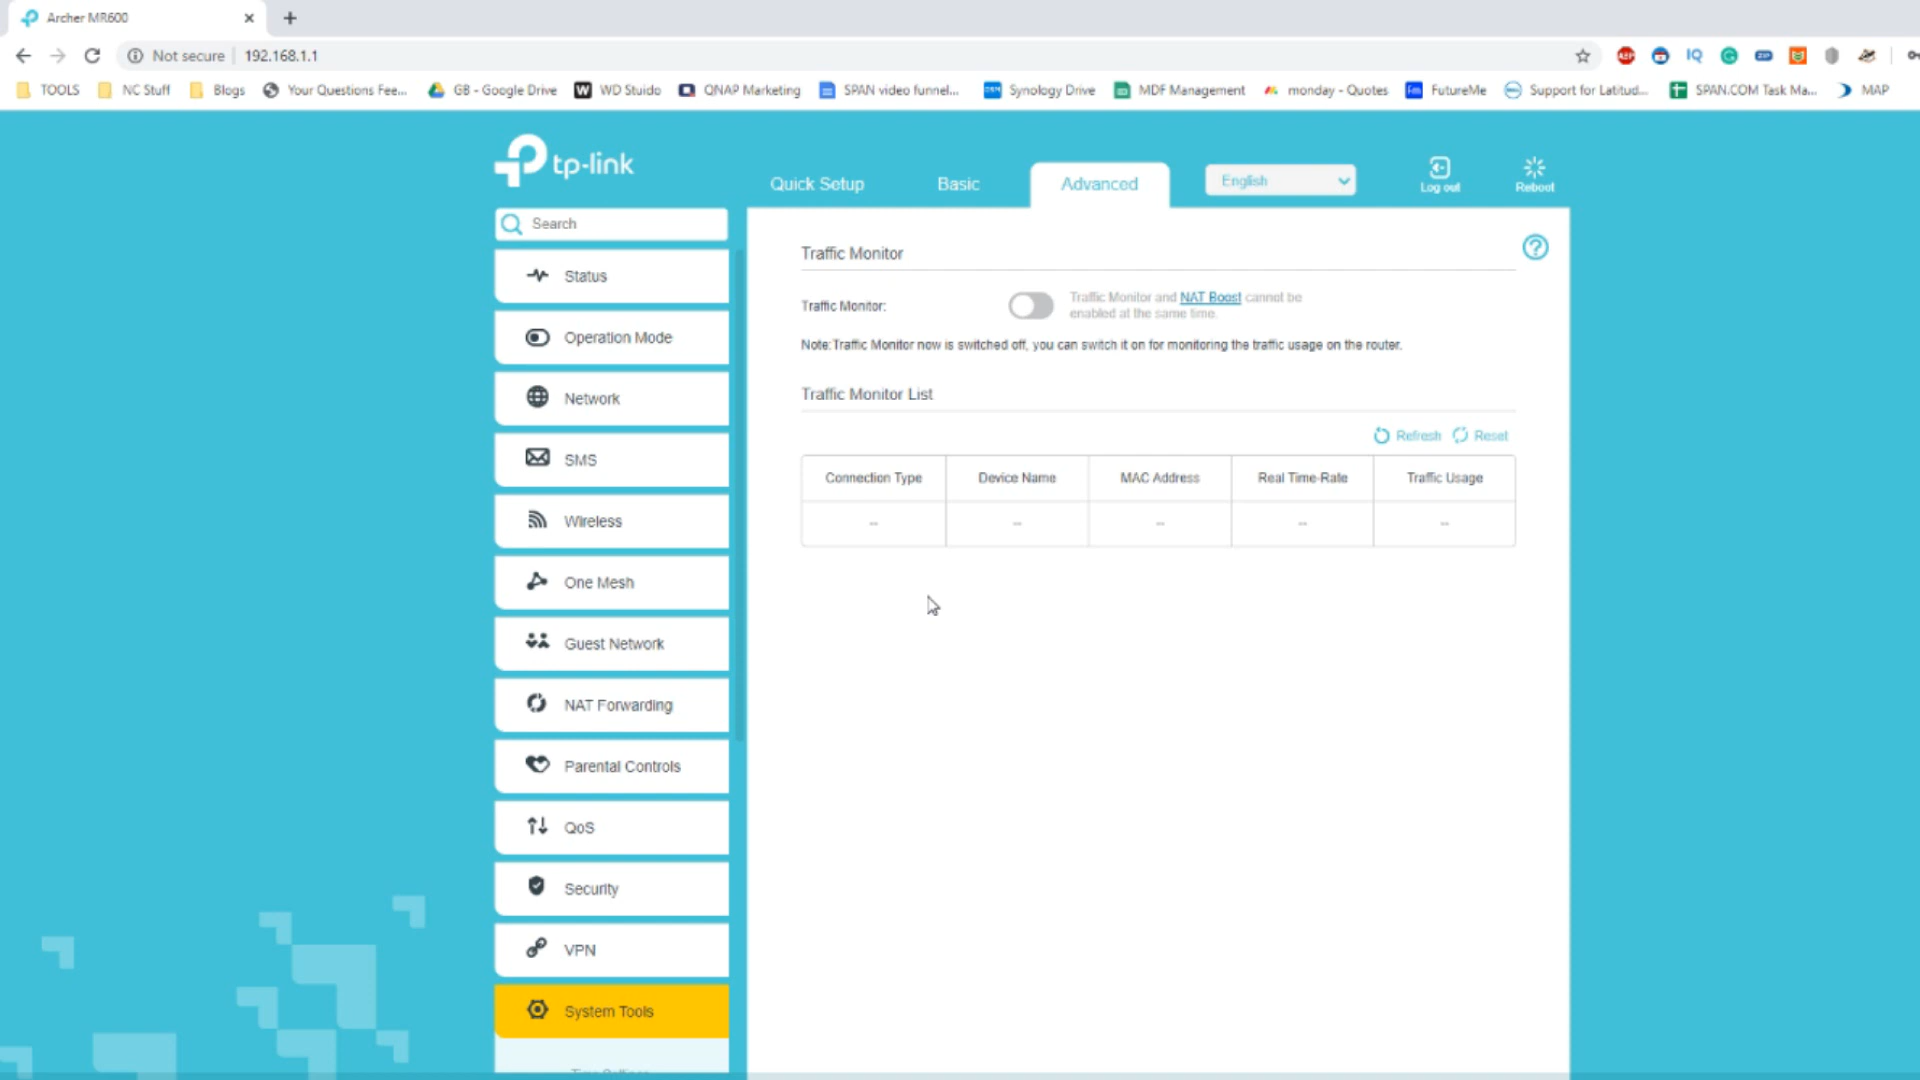 Archer MR600
Not secure 192.168.1.1
TOOLS NC Stuff Blogs Your Questions Fee... GB - Google Drive WD Stuido QNAP Marketing SPAN video funnel... Synology Drive MDF Management monday - Quotes FutureMe Support for Latitud... SPAN.COM Task Ma... MAP
tp-link
Quick Setup Basic Advanced English Log out Reboot
Search
Status
Operation Mode
Network
SMS
Wireless
One Mesh
Guest Network
NAT Forwarding
Parental Controls
QoS
Security
VPN
System Tools
Traffic Monitor
Traffic Monitor: Traffic Monitor and NAT Boost cannot be
enabled at the same time.
Note:Traffic Monitor now is switched off, you can switch it on for monitoring the traffic usage on the router.
Traffic Monitor List
Refresh Reset
Connection Type Device Name MAC Address Real Time-Rate Traffic Usage
-- -- -- -- --